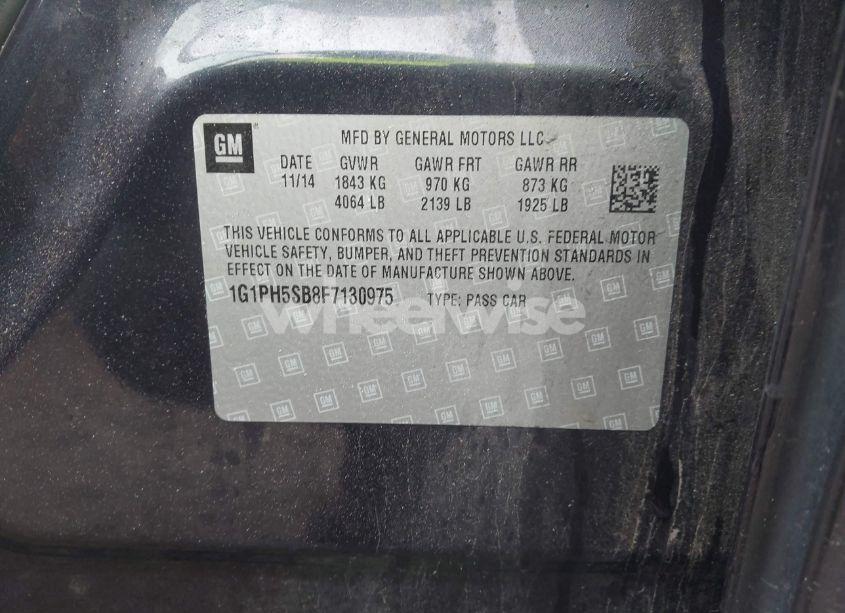 GM
MFD BY GENERAL MOTORS LLC
DATE GVWR GAWR FRT GAWR RR
11/14 1843 KG 970 KG 873 KG
4064 LB 2139 LB 1925 LB
THIS VEHICLE CONFORMS TO ALL APPLICABLE U.S. FEDERAL MOTOR
VEHICLE SAFETY, BUMPER, AND THEFT PREVENTION STANDARDS IN
EFFECT ON THE DATE OF MANUFACTURE SHOWN ABOVE.
1G1PH5SB8F7130975 TYPE: PASS CAR
wheelwise